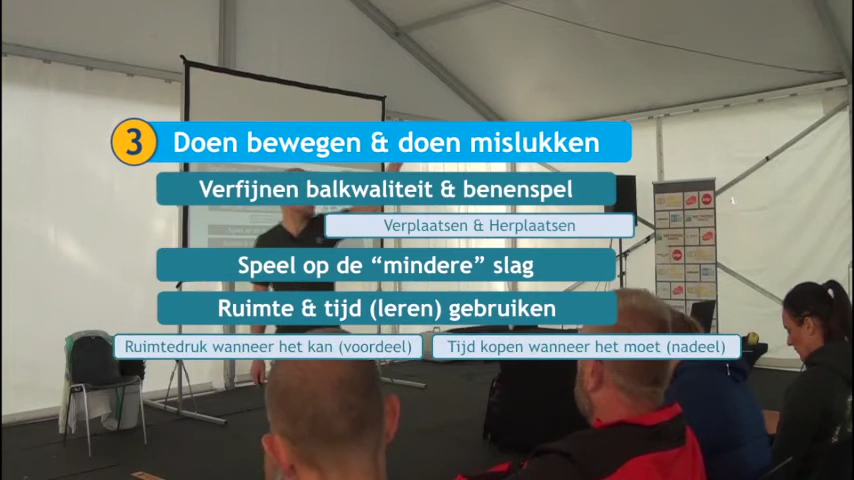 3 Doen bewegen & doen mislukken
Verfijnen balkwaliteit & benenspel
Verplaatsen & Herplaatsen
Speel op de “mindere” slag
Ruimte & tijd (leren) gebruiken
Ruimtedruk wanneer het kan (voordeel)
Tijd kopen wanneer het moet (nadeel)